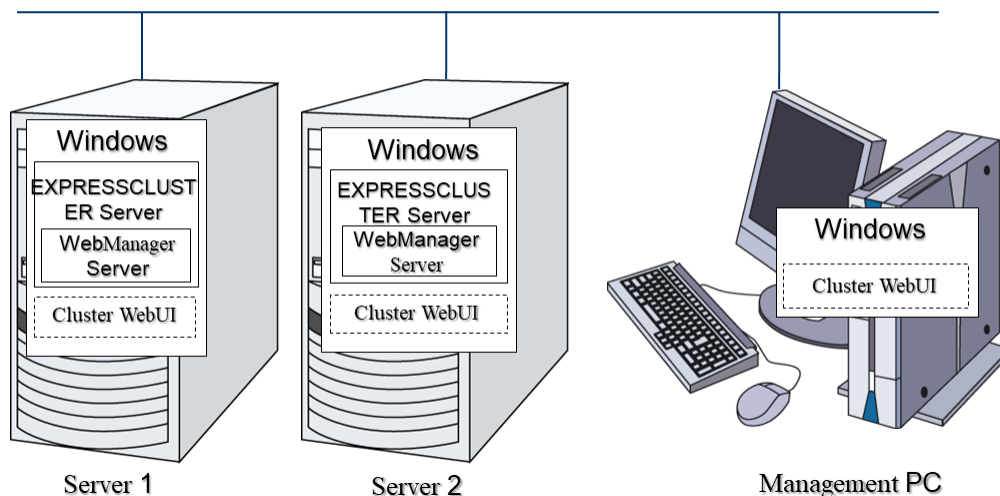 Windows
EXPRESSCLUST
ER Server
WebManager
Server
Cluster WebUI
Server 1
Windows
EXPRESSCLUS
TER Server
WebManager
Server
Cluster WebUI
Server 2
Windows
Cluster WebUI
Management PC